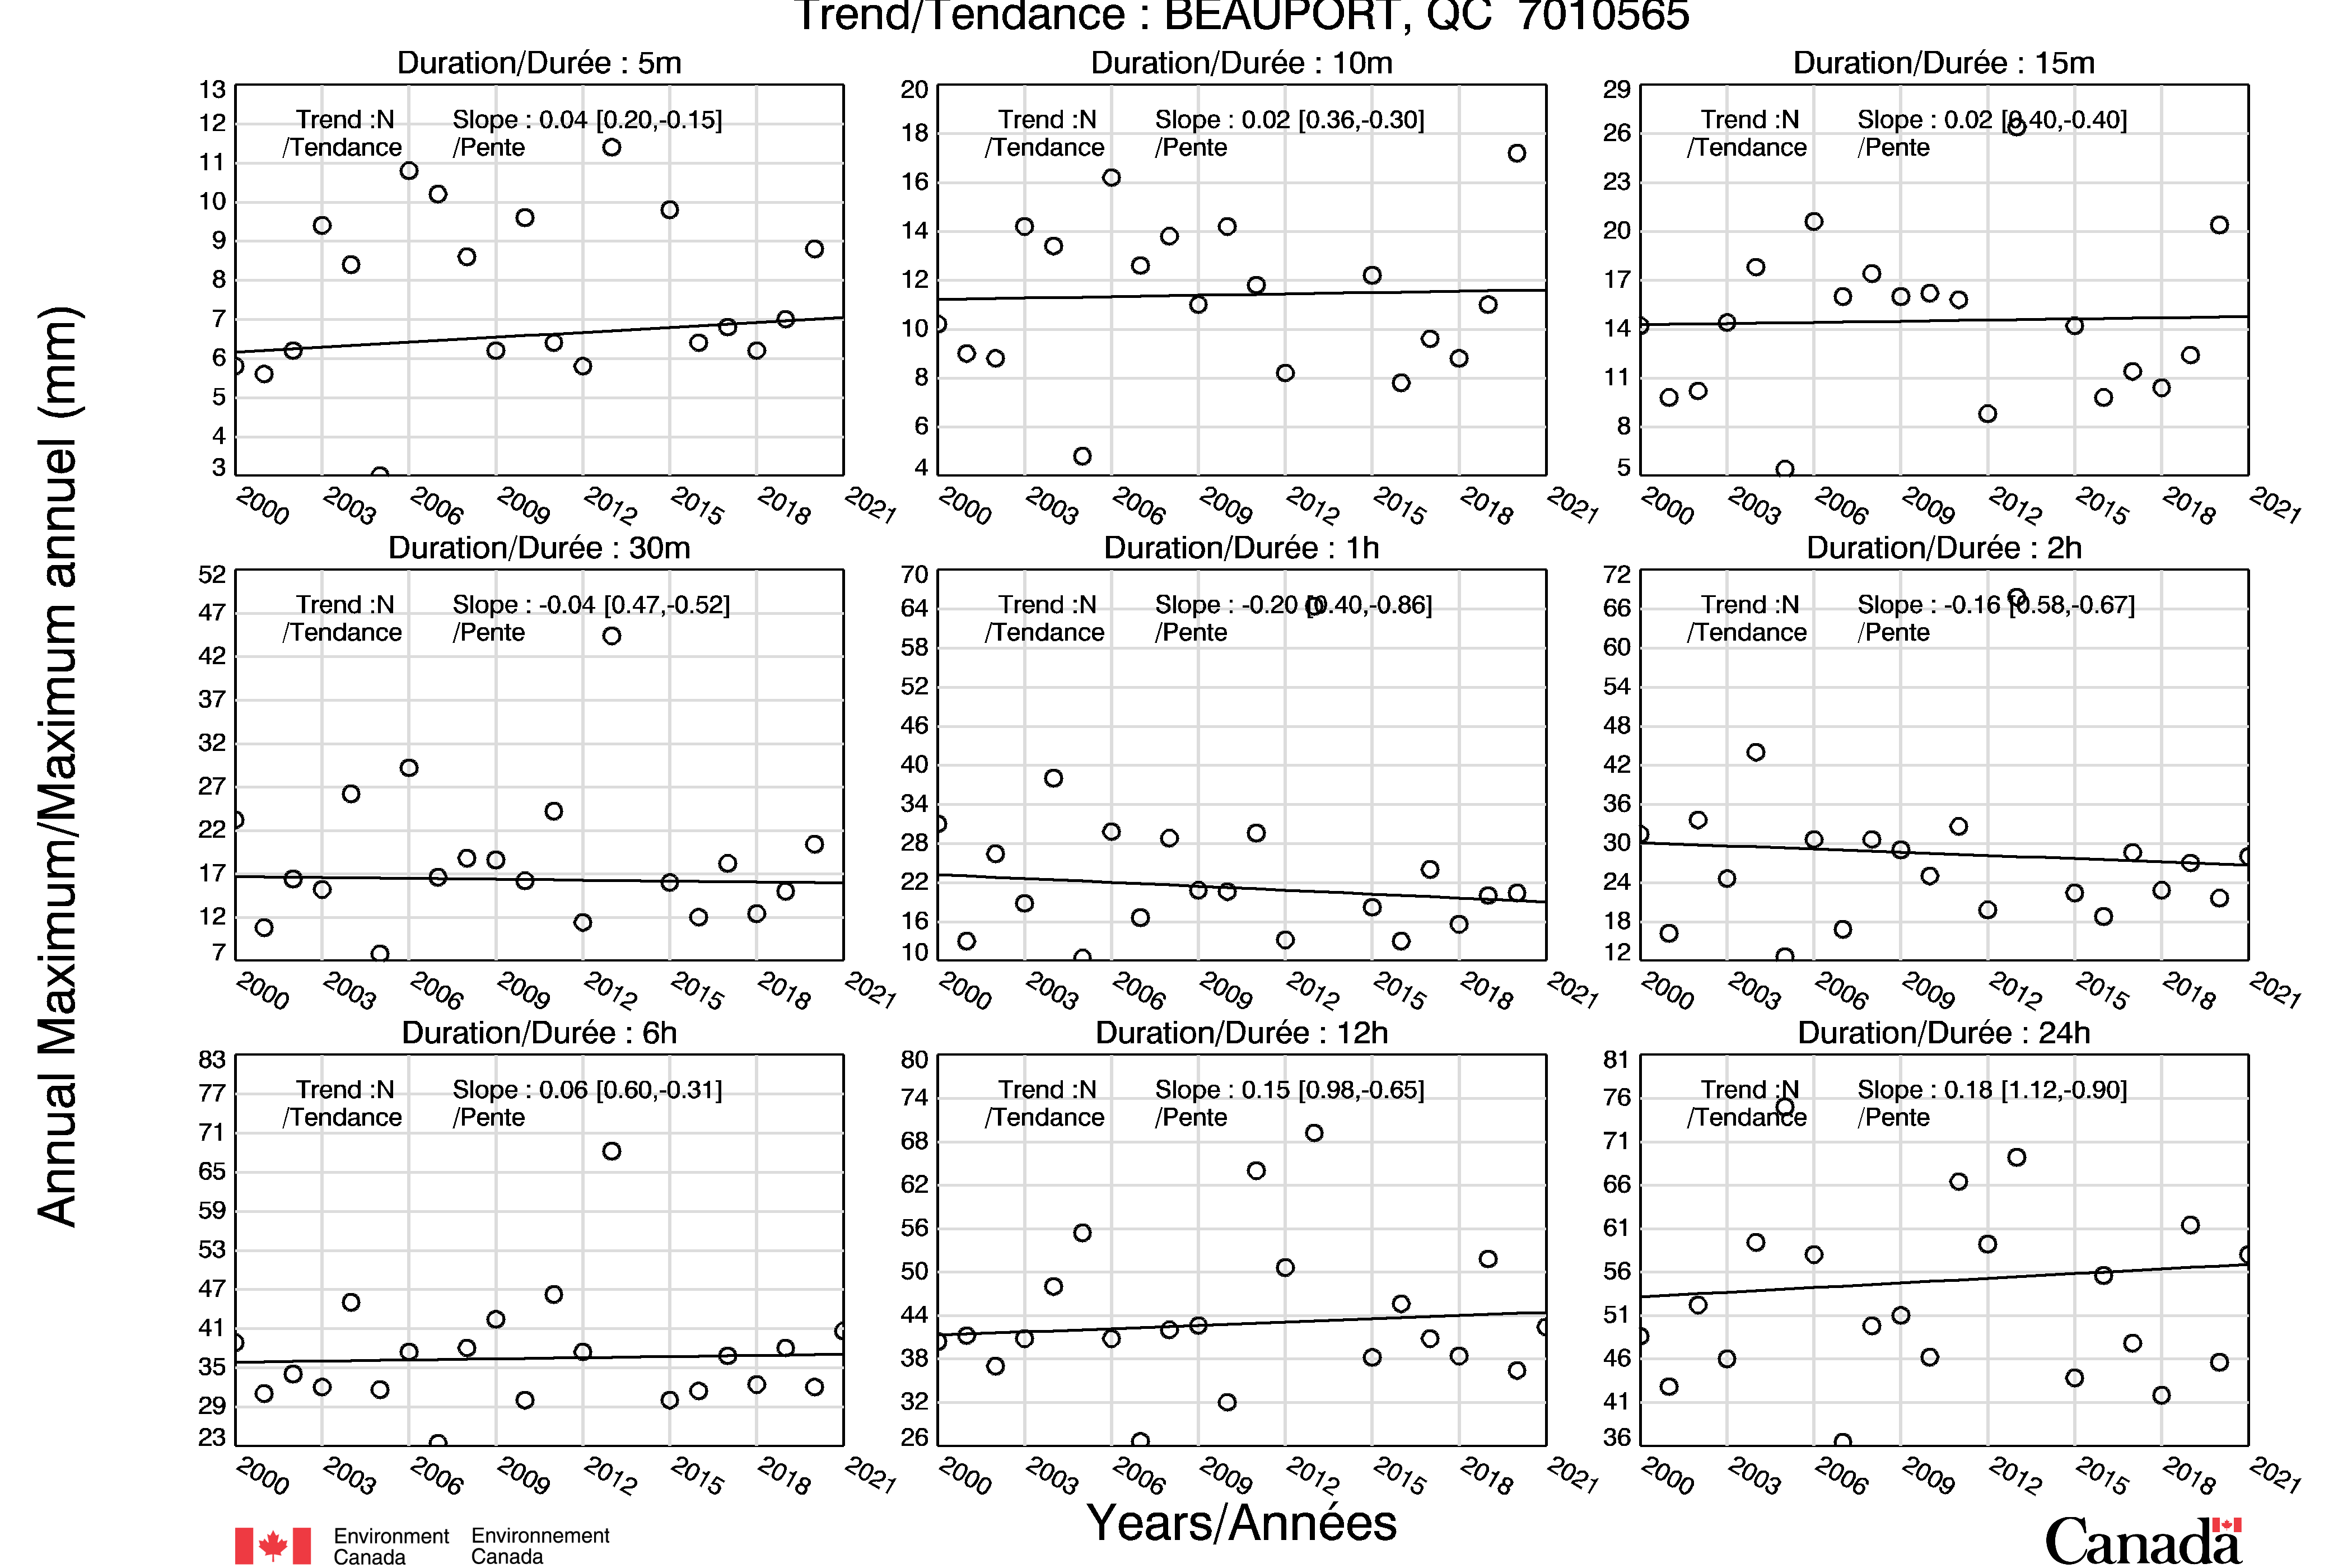 Trend/Tendance : BEAUPORT, QC 7010565
Annual Maximum/Maximum annuel (mm)
Duration/Durée : 5m
Trend :N Slope : 0.04 [0.20,-0.15]
/Tendance /Pente
13
12
11
10
9
8
7
6
5
4
3
2000 2003 2006 2009 2012 2015 2018 2021
Duration/Durée : 10m
Trend :N Slope : 0.02 [0.36,-0.30]
/Tendance /Pente
20
18
16
14
12
10
8
6
4
2000 2003 2006 2009 2012 2015 2018 2021
Duration/Durée : 15m
Trend :N Slope : 0.02 [0.40,-0.40]
/Tendance /Pente
29
26
23
20
17
14
11
8
5
2000 2003 2006 2009 2012 2015 2018 2021
Duration/Durée : 30m
Trend :N Slope : -0.04 [0.47,-0.52]
/Tendance /Pente
52
47
42
37
32
27
22
17
12
7
2000 2003 2006 2009 2012 2015 2018 2021
Duration/Durée : 1h
Trend :N Slope : -0.20 [0.40,-0.86]
/Tendance /Pente
70
64
58
52
46
40
34
28
22
16
10
2000 2003 2006 2009 2012 2015 2018 2021
Duration/Durée : 2h
Trend :N Slope : -0.16 [0.58,-0.67]
/Tendance /Pente
72
66
60
54
48
42
36
30
24
18
12
2000 2003 2006 2009 2012 2015 2018 2021
Duration/Durée : 6h
Trend :N Slope : 0.06 [0.60,-0.31]
/Tendance /Pente
83
77
71
65
59
53
47
41
35
29
23
2000 2003 2006 2009 2012 2015 2018 2021
Duration/Durée : 12h
Trend :N Slope : 0.15 [0.98,-0.65]
/Tendance /Pente
80
74
68
62
56
50
44
38
32
26
2000 2003 2006 2009 2012 2015 2018 2021
Duration/Durée : 24h
Trend :N Slope : 0.18 [1.12,-0.90]
/Tendance /Pente
81
76
71
66
61
56
51
46
41
36
2000 2003 2006 2009 2012 2015 2018 2021
Years/Années
Environment Environnement
Canada Canada
Canada